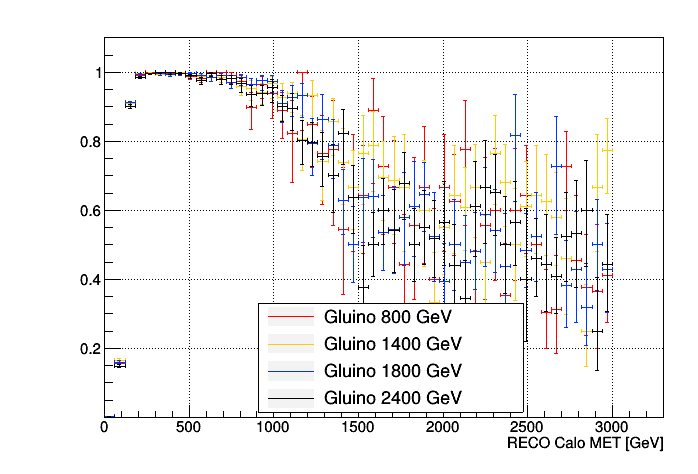 1
0.8
0.6
0.4
0.2
Gluino 800 GeV
Gluino 1400 GeV
Gluino 1800 GeV
Gluino 2400 GeV
0 500 1000 1500 2000 2500 3000
RECO Calo MET [GeV]